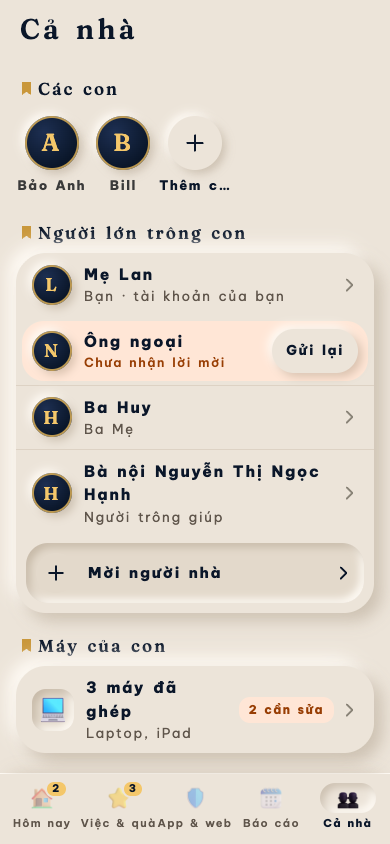 Cả nhà
Các con
A
B
Bảo Anh
Bill
Thêm c…
Người lớn trông con
L
Mẹ Lan
Bạn · tài khoản của bạn
N
Ông ngoại
Chưa nhận lời mời
Gửi lại
H
Ba Huy
Ba Mẹ
H
Bà nội Nguyễn Thị Ngọc
Hạnh
Người trông giúp
Mời người nhà
Máy của con
3 máy đã
ghép
Laptop, iPad
2 cần sửa
2
3
Hôm nay
Việc & quà
App & web
Báo cáo
Cả nhà